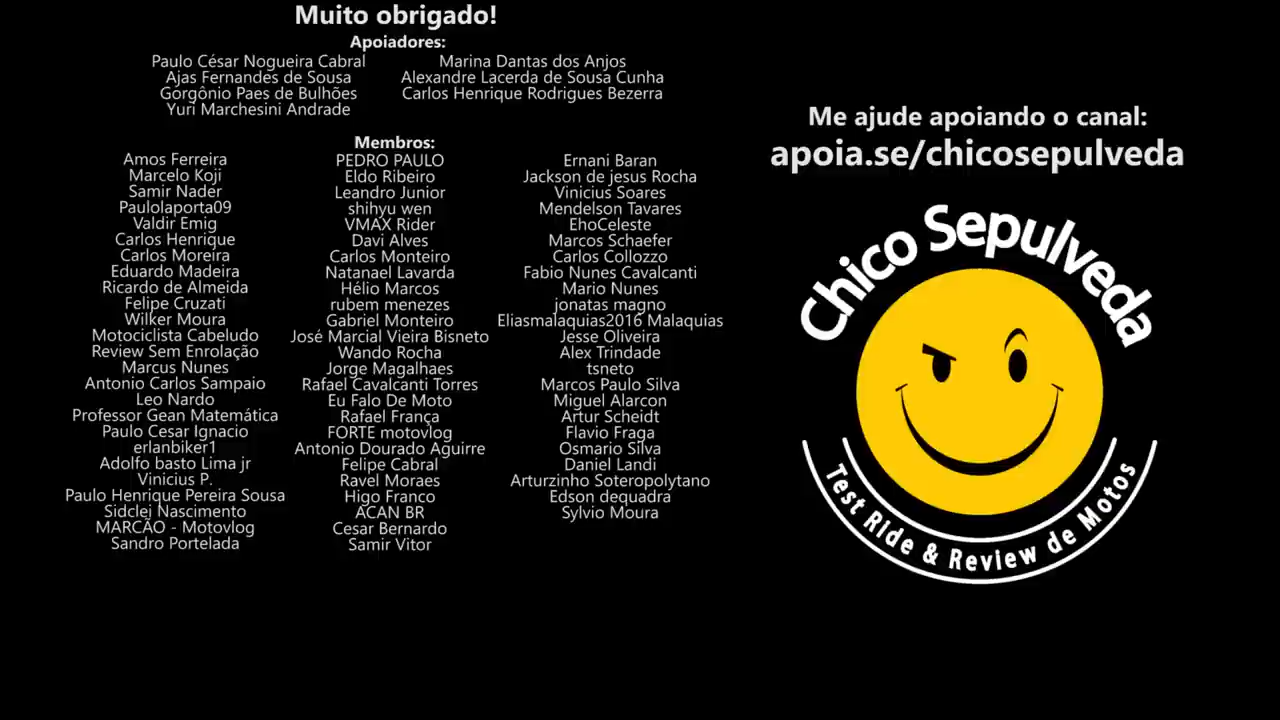 Muito obrigado!
Apoiadores:
Paulo César Nogueira Cabral
Ajas Fernandes de Sousa
Gorgônio Paes de Bulhões
Yuri Marchesini Andrade
Marina Dantas dos Anjos
Alexandre Lacerda de Sousa Cunha
Carlos Henrique Rodrigues Bezerra
Membros:
Amos Ferreira
Marcelo Koji
Samir Nader
Paulolaporta09
Valdir Emig
Carlos Henrique
Carlos Moreira
Eduardo Madeira
Ricardo de Almeida
Felipe Cruzati
Wilker Moura
Motociclista Cabeludo
Review Sem Enrolação
Marcus Nunes
Antonio Carlos Sampaio
Leo Nardo
Professor Gean Matemática
Paulo Cesar Ignacio
erlanbiker1
Adolfo basto Lima jr
Vinicius P.
Paulo Henrique Pereira Sousa
Sidclei Nascimento
MARCÃO - Motovlog
Sandro Portelada
PEDRO PAULO
Eldo Ribeiro
Leandro Junior
shihyu wen
VMAX Rider
Davi Alves
Carlos Monteiro
Natanael Lavarda
Hélio Marcos
rubem menezes
Gabriel Monteiro
José Marcial Vieira Bisneto
Wando Rocha
Jorge Magalhaes
Rafael Cavalcanti Torres
Eu Falo De Moto
Rafael França
FORTE motovlog
Antonio Dourado Aguirre
Felipe Cabral
Ravel Moraes
Higo Franco
ACAN BR
Cesar Bernardo
Samir Vitor
Ernani Baran
Jackson de jesus Rocha
Vinicius Soares
Mendelson Tavares
EhoCeleste
Marcos Schaefer
Carlos Collozzo
Fabio Nunes Cavalcanti
Mario Nunes
jonatas magno
Eliasmalaquias2016 Malaquias
Jesse Oliveira
Alex Trindade
tsneto
Marcos Paulo Silva
Miguel Alarcon
Artur Scheidt
Flavio Fraga
Osmario Silva
Daniel Landi
Arturzinho Soteropolytano
Edson dequadra
Sylvio Moura
Me ajude apoiando o canal:
apoia.se/chicosepulveda
Chico Sepulveda
Test Ride & Review de Motos